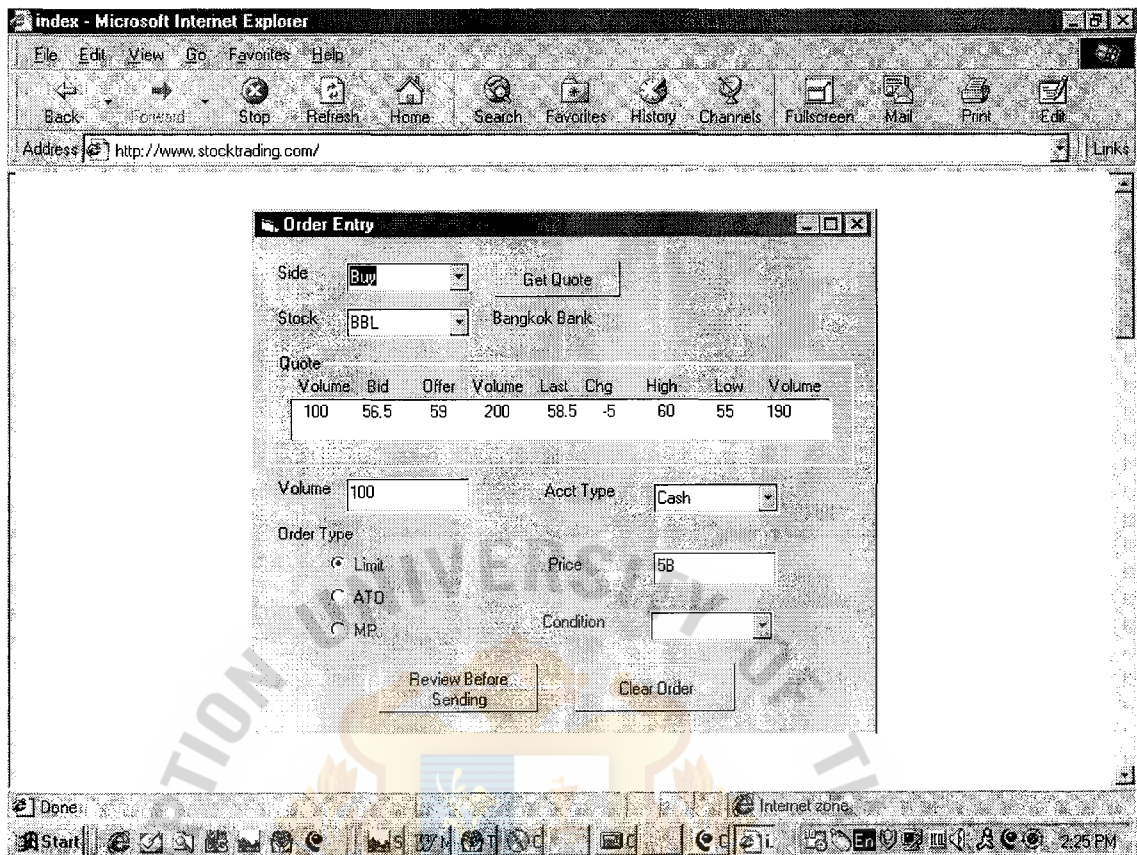 index - Microsoft Internet Explorer
File Edit View Go Favorites Help
Back Forward Stop Refresh Home Search Favorites History Channels Fullscreen Mail Print Edit
Address http://www.stocktrading.com/ Links
Order Entry
Side Buy Get Quote
Stock BBL Bangkok Bank
Quote
Volume Bid Offer Volume Last Chg High Low Volume
100 56.5 59 200 58.5 -5 60 55 190
Volume 100 Acct Type Cash
Order Type
Limit Price 58
ATO
MP Condition
Review Before Sending Clear Order
UNIVERSITY OF
Done Internet zone
Start En 2:25 PM